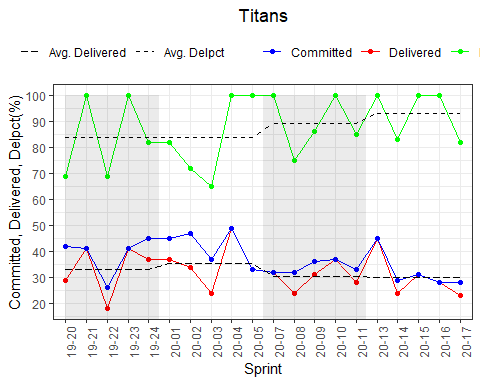 Titans
Avg. Delivered Avg. Delpct Committed Delivered
Committed, Delivered, Delpct(%)
100
90
80
70
60
50
40
30
20
19-20 19-21 19-22 19-23 19-24 20-01 20-02 20-03 20-04 20-05 20-07 20-08 20-09 20-10 20-11 20-13 20-14 20-15 20-16 20-17
Sprint